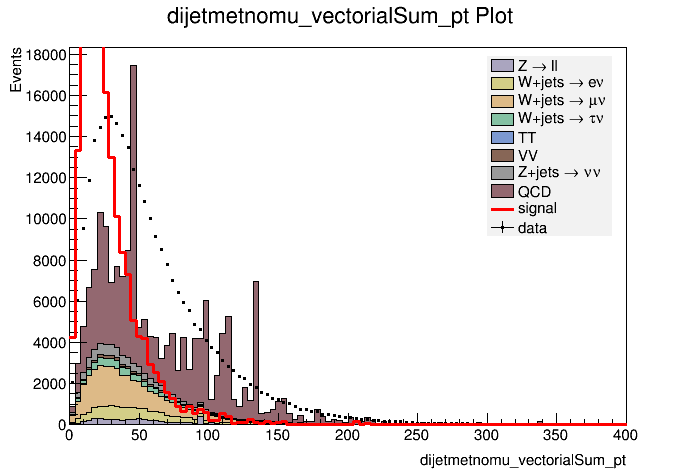 dijetmetnomu_vectorialSum_pt Plot
Events
18000
16000
14000
12000
10000
8000
6000
4000
2000
0
Z → ll
W+jets → eν
W+jets → μν
W+jets → τν
TT
VV
Z+jets → νν
QCD
signal
data
0 50 100 150 200 250 300 350 400
dijetmetnomu_vectorialSum_pt